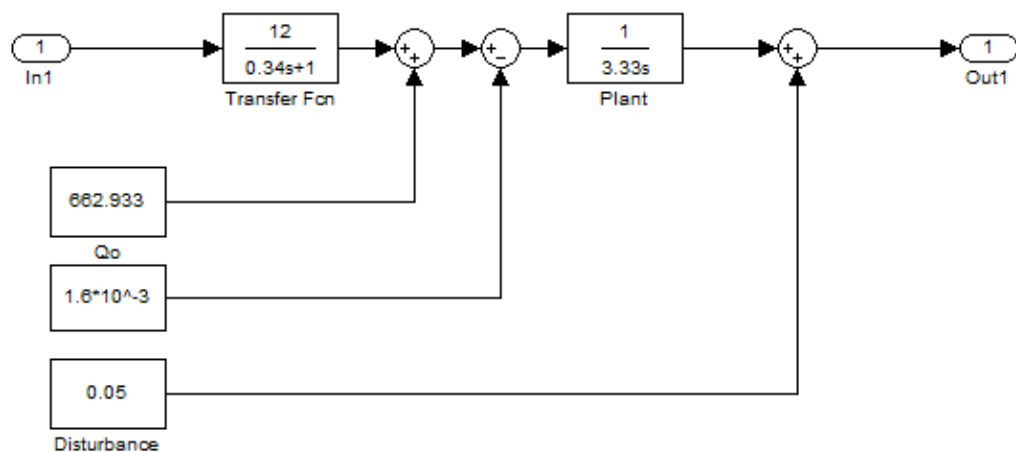 1
In1
12
0.34s+1
Transfer Fcn
+
+
+
−
1
3.33s
Plant
+
+
1
Out1
662.933
Qo
1.6*10^-3
0.05
Disturbance